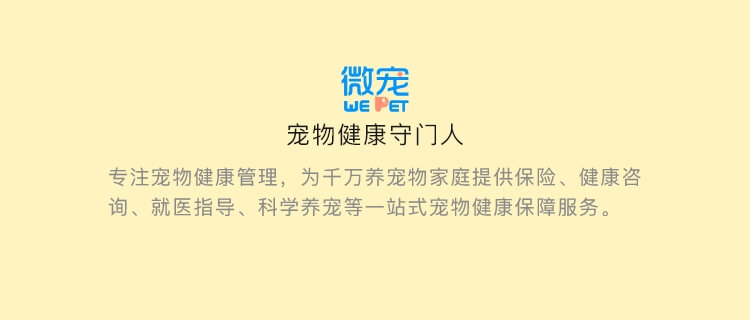 微宠
WE PET
宠物健康守门人
专注宠物健康管理，为千万养宠物家庭提供保险、健康咨
询、就医指导、科学养宠等一站式宠物健康保障服务。